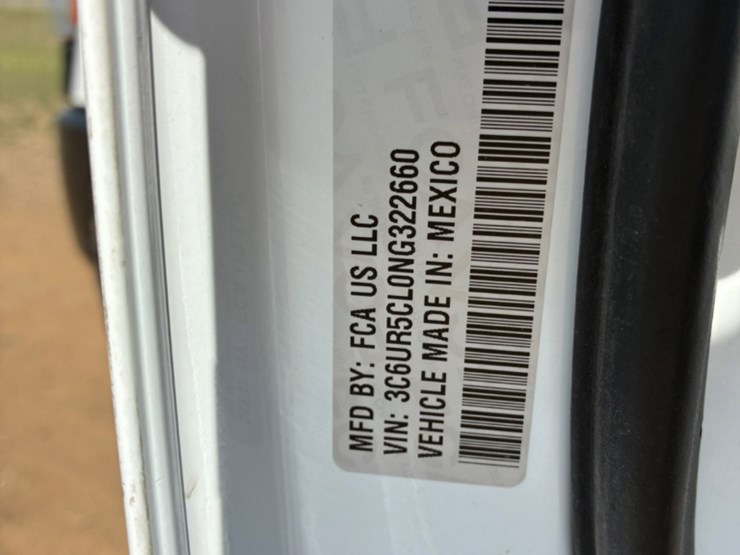 MFD BY: FCA US LLC
VIN: 3C6UR5CL0NG322660
VEHICLE MADE IN: MEXICO